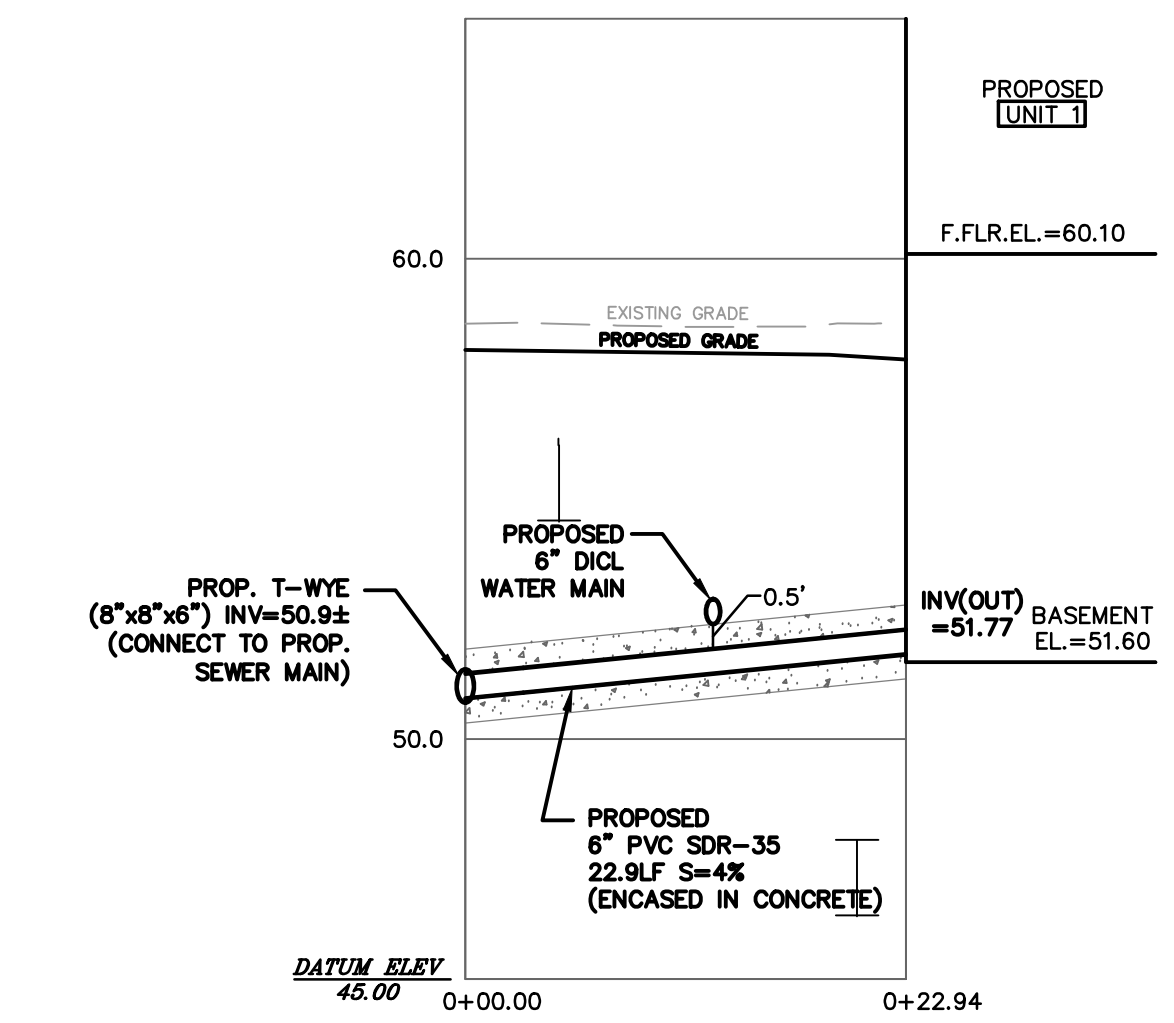 PROPOSED
UNIT 1
F.FLR.EL.=60.10
60.0
EXISTING GRADE
PROPOSED GRADE
PROPOSED
6" DICL
WATER MAIN
0.5'
PROP. T-WYE
(8"x8"x6") INV=50.9±
(CONNECT TO PROP.
SEWER MAIN)
INV(OUT)
=51.77
BASEMENT
EL.=51.60
50.0
PROPOSED
6" PVC SDR-35
22.9LF S=4%
(ENCASED IN CONCRETE)
DATUM ELEV
45.00
0+00.00
0+22.94